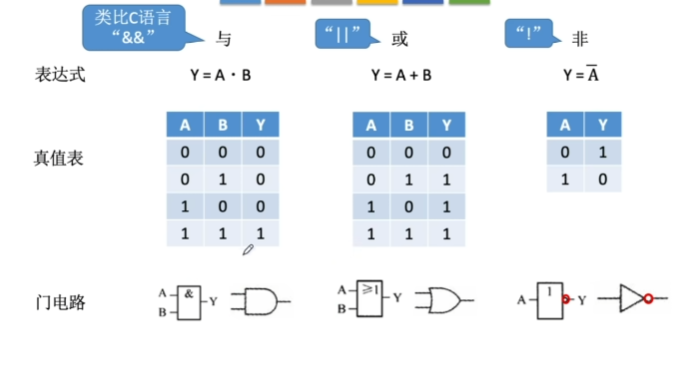 类比C语言
“&&” 与 “||” 或 “!” 非
表达式 Y = A · B Y = A + B Y = A̅
真值表
A B Y A B Y A Y
0 0 0 0 0 0 0 1
0 1 0 0 1 1 1 0
1 0 0 1 0 1
1 1 1 1 1 1
门电路
A B & Y
A B ≥1 Y
A 1 Y